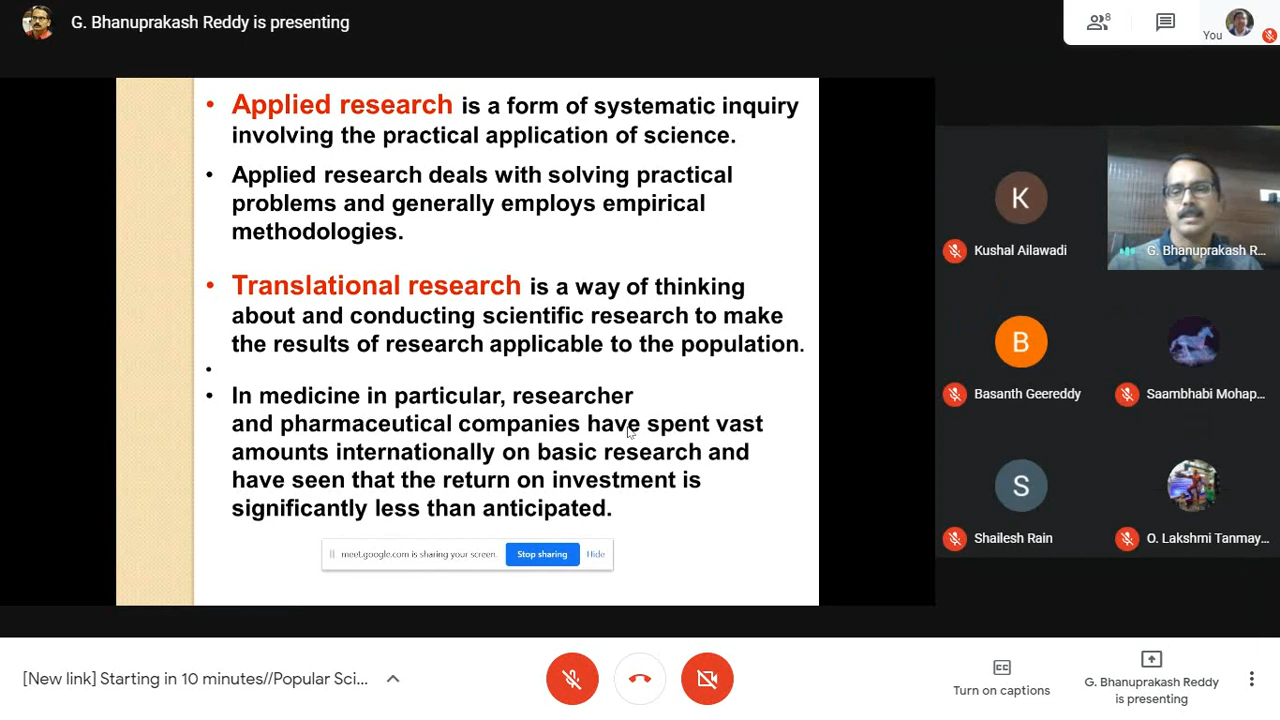 G. Bhanuprakash Reddy is presenting
8
You
• Applied research is a form of systematic inquiry
involving the practical application of science.
• Applied research deals with solving practical
problems and generally employs empirical
methodologies.
• Translational research is a way of thinking
about and conducting scientific research to make
the results of research applicable to the population.
•
• In medicine in particular, researcher
and pharmaceutical companies have spent vast
amounts internationally on basic research and
have seen that the return on investment is
significantly less than anticipated.
meet.google.com is sharing your screen. Stop sharing Hide
K
Kushal Ailawadi
G. Bhanuprakash R...
B
Basanth Geereddy
Saambhabi Mohap...
S
Shailesh Rain
O. Lakshmi Tanmay...
[New link] Starting in 10 minutes//Popular Sci...
CC
Turn on captions
G. Bhanuprakash Reddy
is presenting